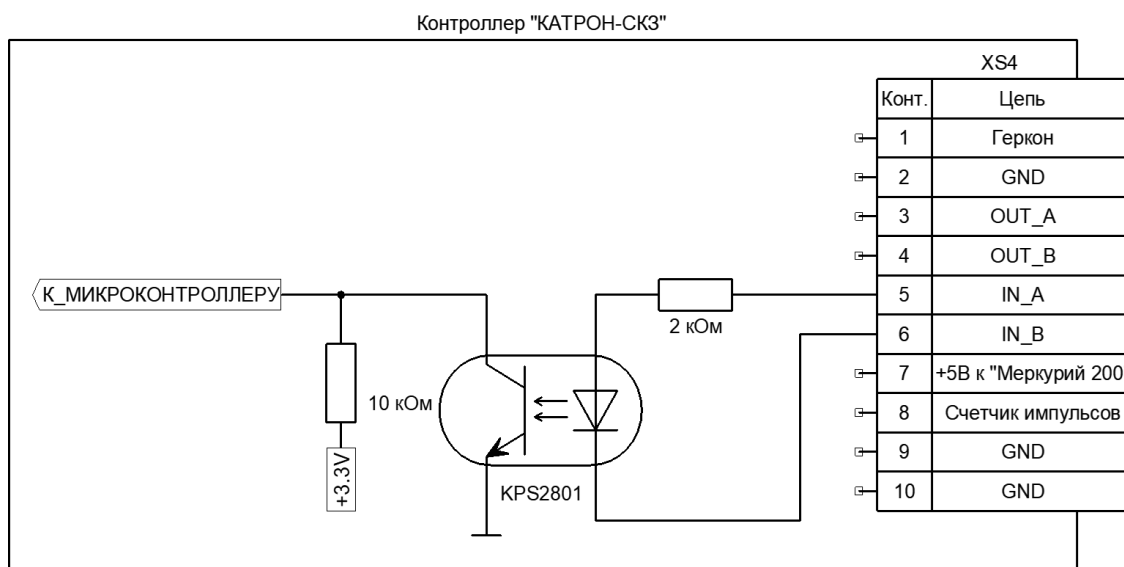 Контроллер "КАТРОН-СКЗ"
XS4
Конт. Цепь
1 Геркон
2 GND
3 OUT_A
4 OUT_B
К_МИКРОКОНТРОЛЛЕРУ
5 IN_A
2 кОм
6 IN_B
7 +5В к "Меркурий 200
10 кОм
8 Счетчик импульсов
9 GND
+3.3V
KPS2801
10 GND